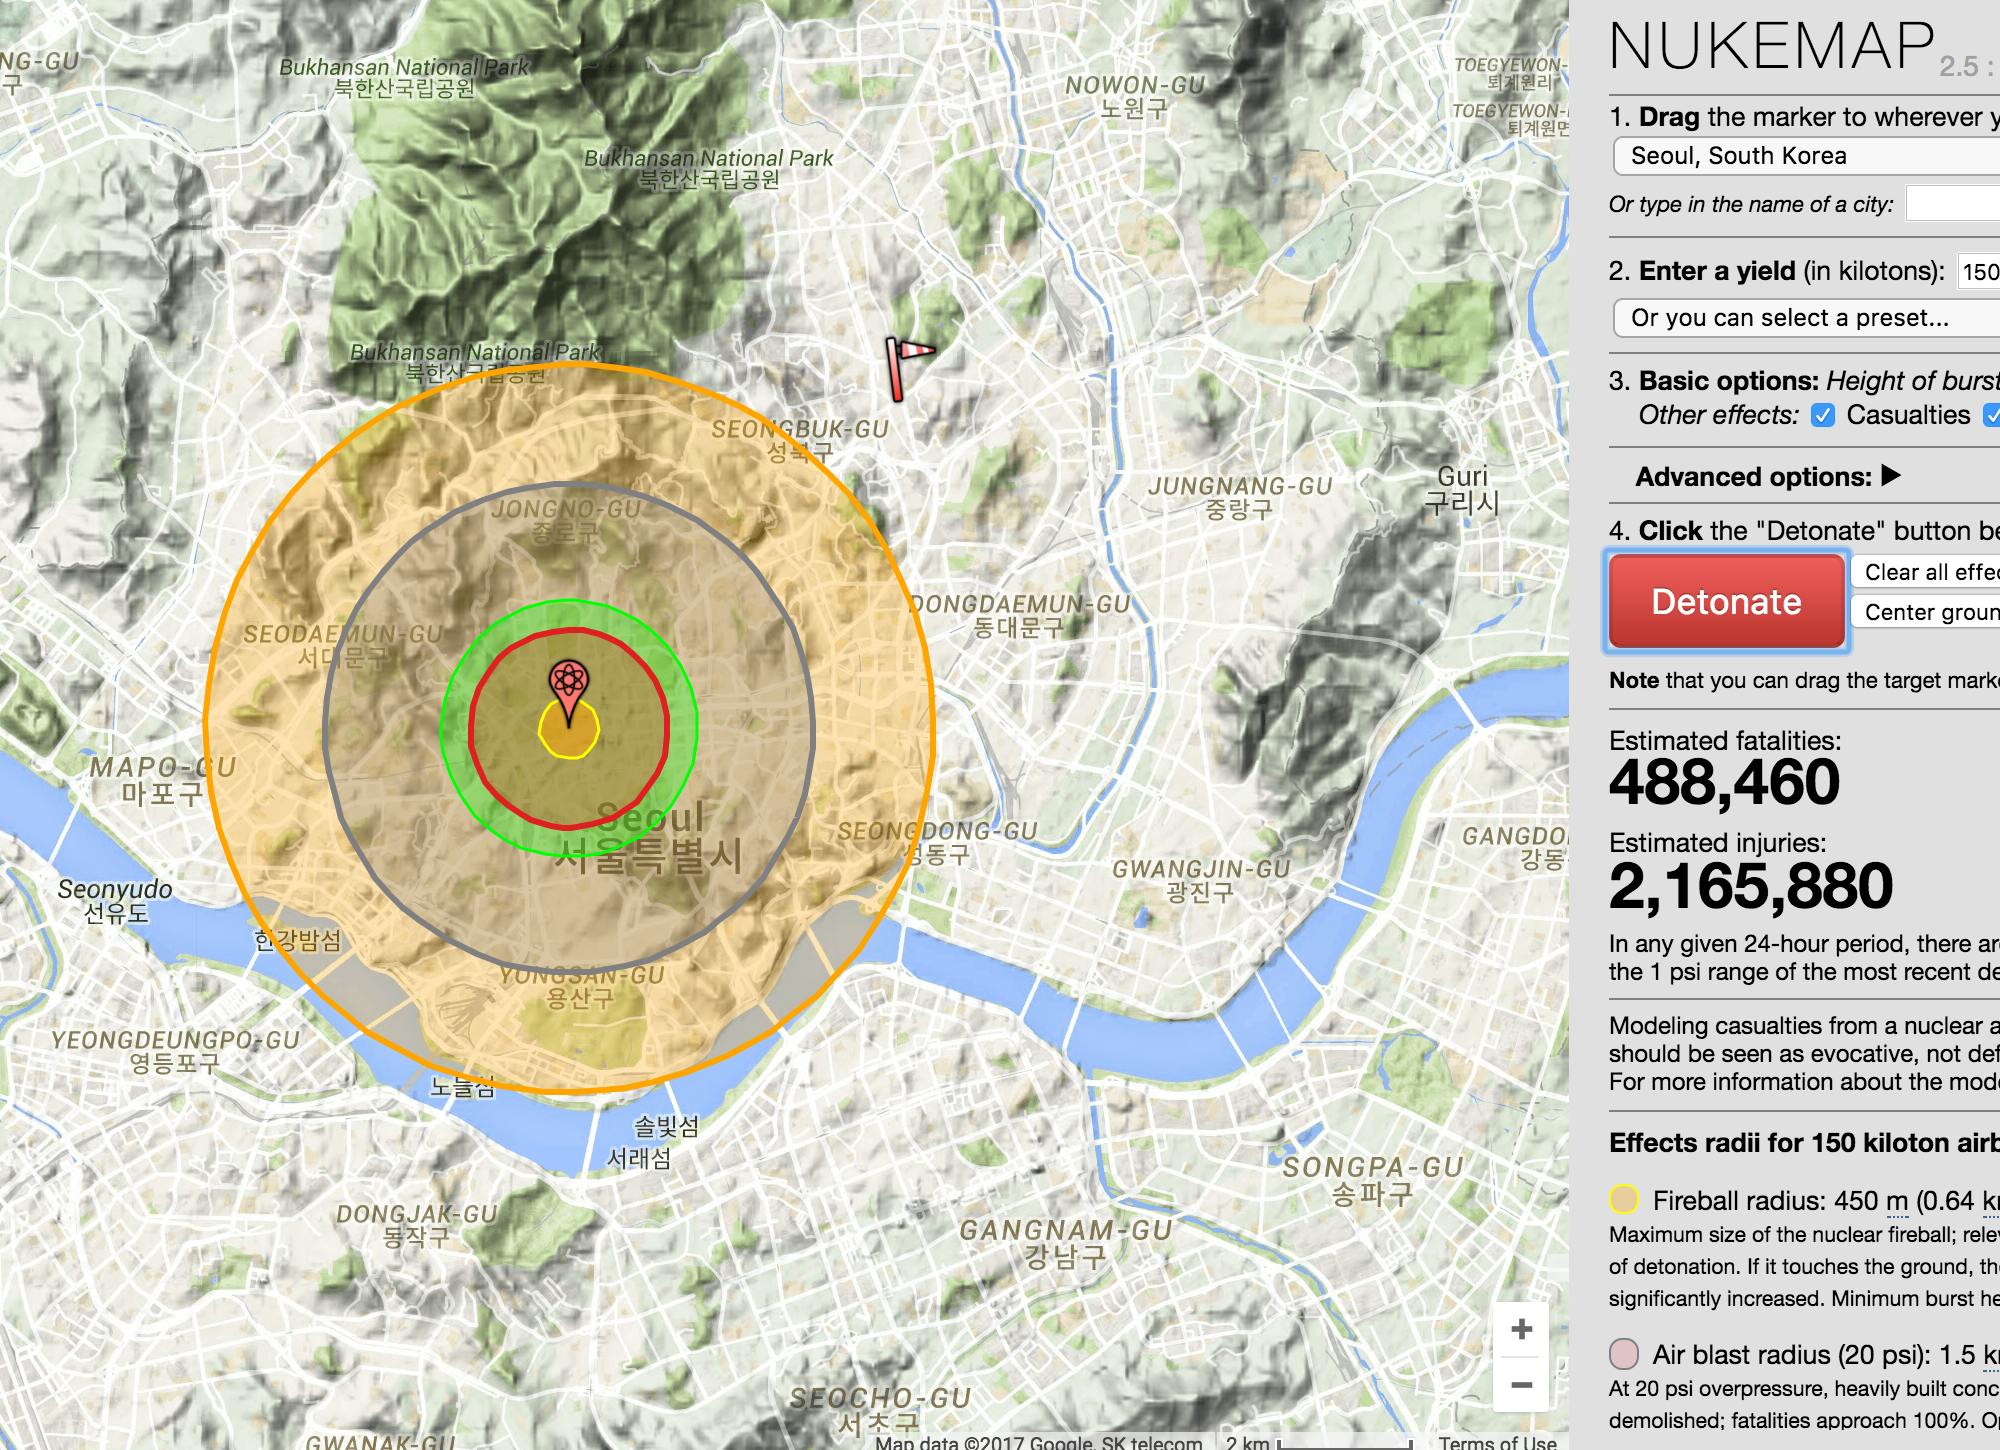 NG-GU
구
Bukhansan National Park
북한산국립공원
NOWON-GU
노원구
TOEGYEWON-
퇴계원리
TOEGYEWON-
퇴계원면
Bukhansan National Park
북한산국립공원
Bukhansan National Park
북한산국립공원
SEONGBUK-GU
성북구
JUNGNANG-GU
중랑구
Guri
구리시
JONGNO-GU
종로구
DONGDAEMUN-GU
동대문구
SEODAEMUN-GU
서대문구
MAPO-GU
마포구
Seoul
서울특별시
SEONGDONG-GU
성동구
GWANGJIN-GU
광진구
GANGDO
강동
Seonyudo
선유도
한강밤섬
YONGSAN-GU
용산구
YEONGDEUNGPO-GU
영등포구
노들섬
솔빛섬
서래섬
SONGPA-GU
송파구
DONGJAK-GU
동작구
GANGNAM-GU
강남구
SEOCHO-GU
서초구
GWANAK-GU
Map data ©2017 Google, SK telecom 2 km Terms of Use
+
−
NUKEMAP 2.5 :
1. Drag the marker to wherever y
Seoul, South Korea
Or type in the name of a city:
2. Enter a yield (in kilotons): 150
Or you can select a preset...
3. Basic options: Height of burst
Other effects: Casualties
Advanced options: ▶
4. Click the "Detonate" button be
Detonate
Clear all effec
Center groun
Note that you can drag the target marke
Estimated fatalities:
488,460
Estimated injuries:
2,165,880
In any given 24-hour period, there are
the 1 psi range of the most recent de
Modeling casualties from a nuclear a
should be seen as evocative, not def
For more information about the mode
Effects radii for 150 kiloton airb
Fireball radius: 450 m (0.64 k
Maximum size of the nuclear fireball; relev
of detonation. If it touches the ground, the
significantly increased. Minimum burst he
Air blast radius (20 psi): 1.5 k
At 20 psi overpressure, heavily built conc
demolished; fatalities approach 100%. Op